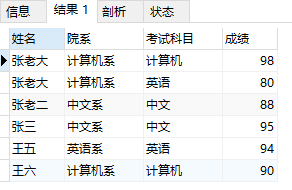 信息 结果 1 剖析 状态
姓名 院系 考试科目 成绩
张老大 计算机系 计算机 98
张老大 计算机系 英语 80
张老二 中文系 中文 88
张三 中文系 中文 95
王五 英语系 英语 94
王六 计算机系 计算机 90